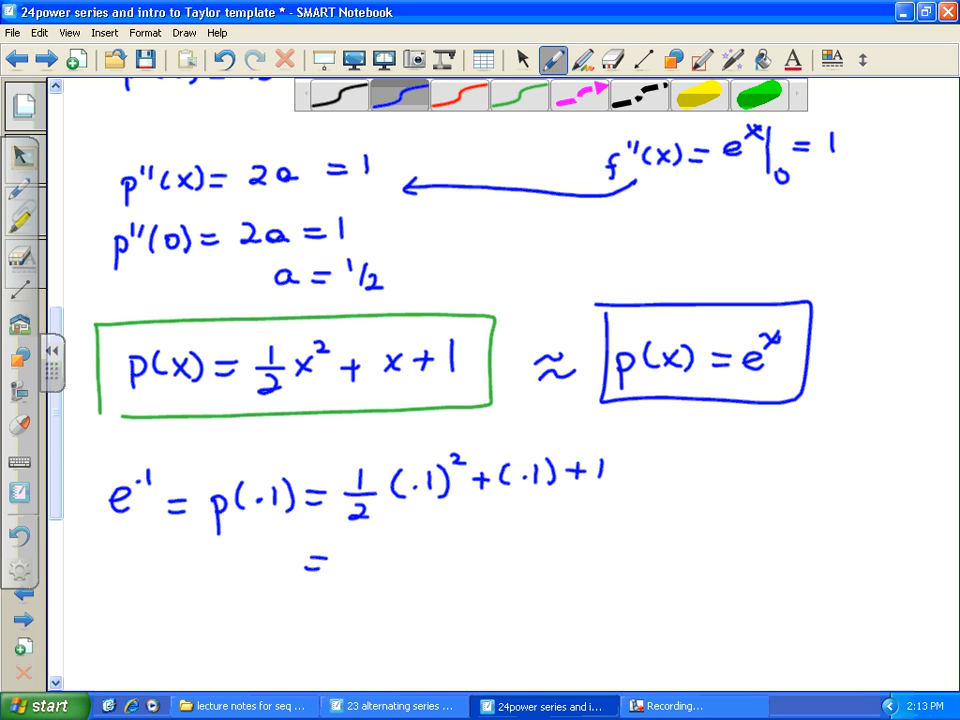 24power series and intro to Taylor template * - SMART Notebook
File Edit View Insert Format Draw Help
p''(x) = 2a = 1
f''(x) = e^x|_0 = 1
p''(0) = 2a = 1
a = 1/2
p(x) = 1/2 x^2 + x + 1 ≈ p(x) = e^x
e^.1 = p(.1) = 1/2 (.1)^2 + (.1) + 1
=
start
lecture notes for seq ...
23 alternating series ...
24power series and i...
Recording...
2:13 PM